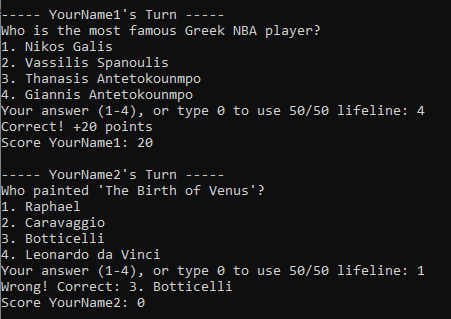 ----- YourName1's Turn -----
Who is the most famous Greek NBA player?
1. Nikos Galis
2. Vassilis Spanoulis
3. Thanasis Antetokounmpo
4. Giannis Antetokounmpo
Your answer (1-4), or type 0 to use 50/50 lifeline: 4
Correct! +20 points
Score YourName1: 20

----- YourName2's Turn -----
Who painted 'The Birth of Venus'?
1. Raphael
2. Caravaggio
3. Botticelli
4. Leonardo da Vinci
Your answer (1-4), or type 0 to use 50/50 lifeline: 1
Wrong! Correct: 3. Botticelli
Score YourName2: 0